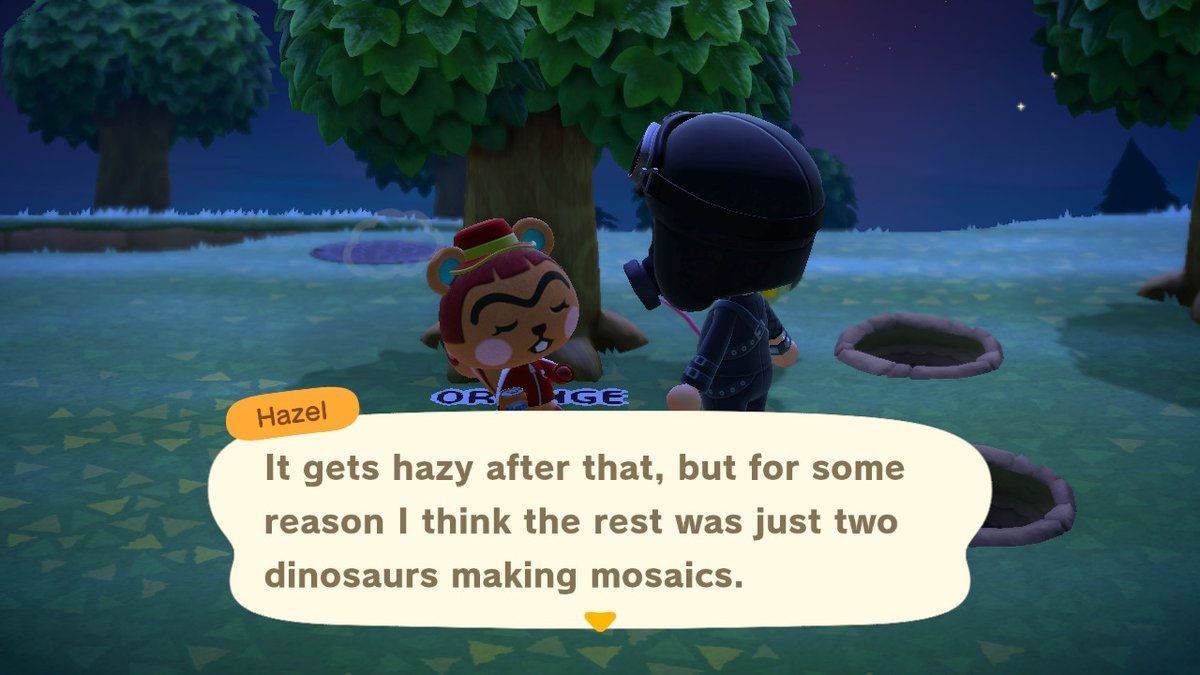 Hazel
It gets hazy after that, but for some
reason I think the rest was just two
dinosaurs making mosaics.